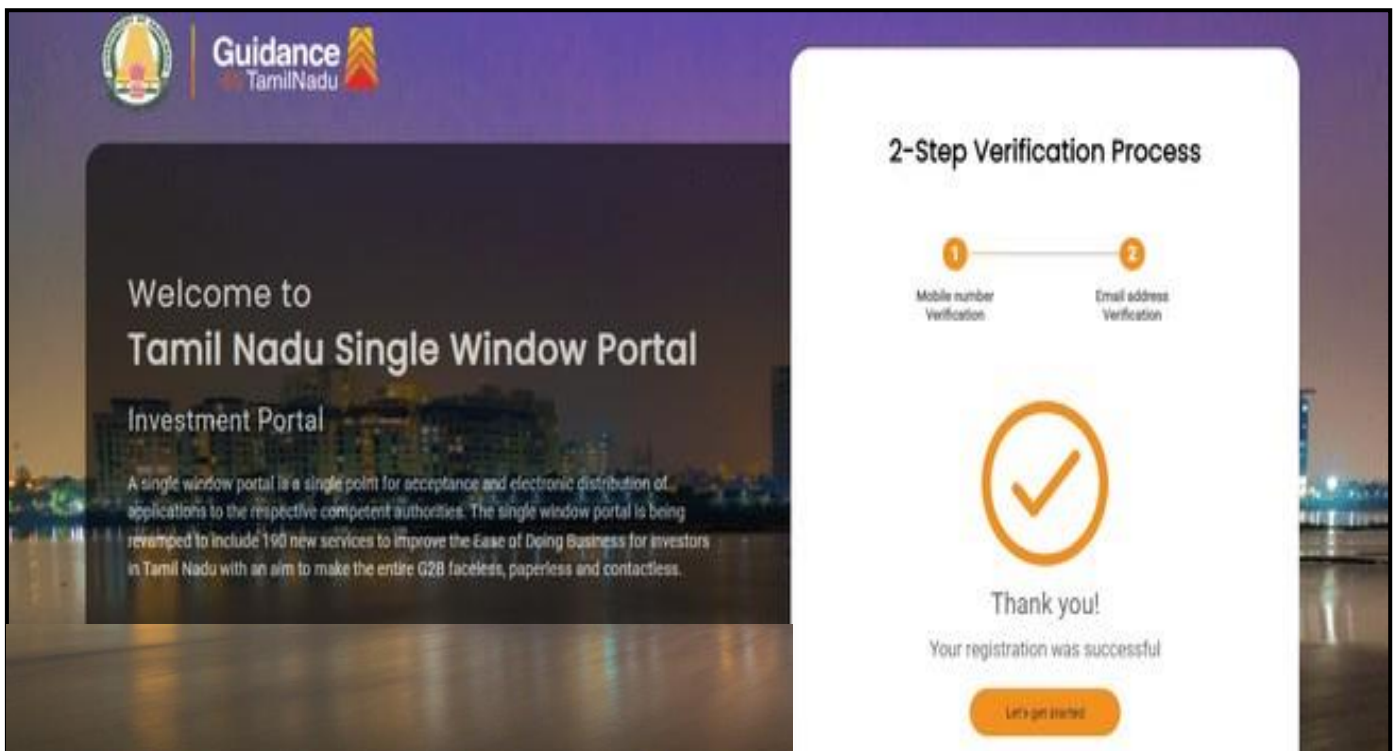 Guidance
TamilNadu
Welcome to
Tamil Nadu Single Window Portal
Investment Portal
A single window portal is a single point for acceptance and electronic distribution of
applications to the respective competent authorities. The single window portal is being
revamped to include 190 new services to improve the Ease of Doing Business for investors
in Tamil Nadu with an aim to make the entire G2B faceless, paperless and contactless.
2-Step Verification Process
1
2
Mobile number
Verification
Email address
Verification
Thank you!
Your registration was successful
Let's get started